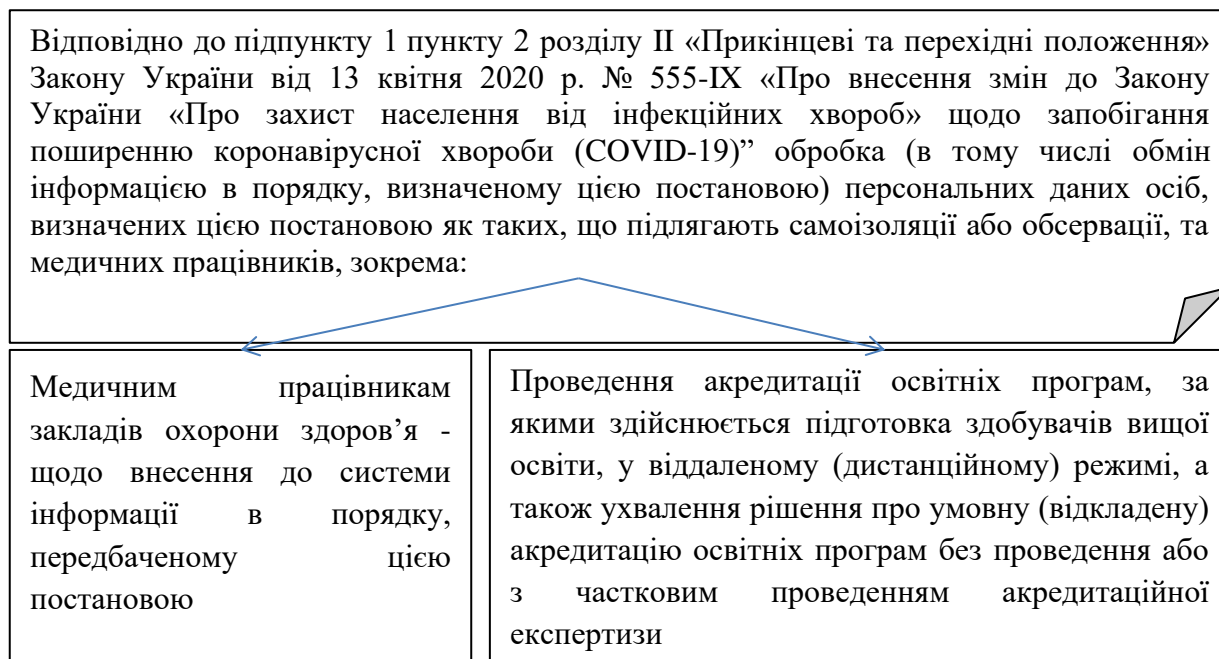 Відповідно до підпункту 1 пункту 2 розділу II «Прикінцеві та перехідні положення»
Закону України від 13 квітня 2020 р. № 555-IX «Про внесення змін до Закону
України «Про захист населення від інфекційних хвороб» щодо запобігання
поширенню коронавірусної хвороби (COVID-19)” обробка (в тому числі обмін
інформацією в порядку, визначеному цією постановою) персональних даних осіб,
визначених цією постановою як таких, що підлягають самоізоляції або обсервації, та
медичних працівників, зокрема:
Медичним працівникам
закладів охорони здоров’я -
щодо внесення до системи
інформації в порядку,
передбаченому цією
постановою
Проведення акредитації освітніх програм, за
якими здійснюється підготовка здобувачів вищої
освіти, у віддаленому (дистанційному) режимі, а
також ухвалення рішення про умовну (відкладену)
акредитацію освітніх програм без проведення або
з частковим проведенням акредитаційної
експертизи